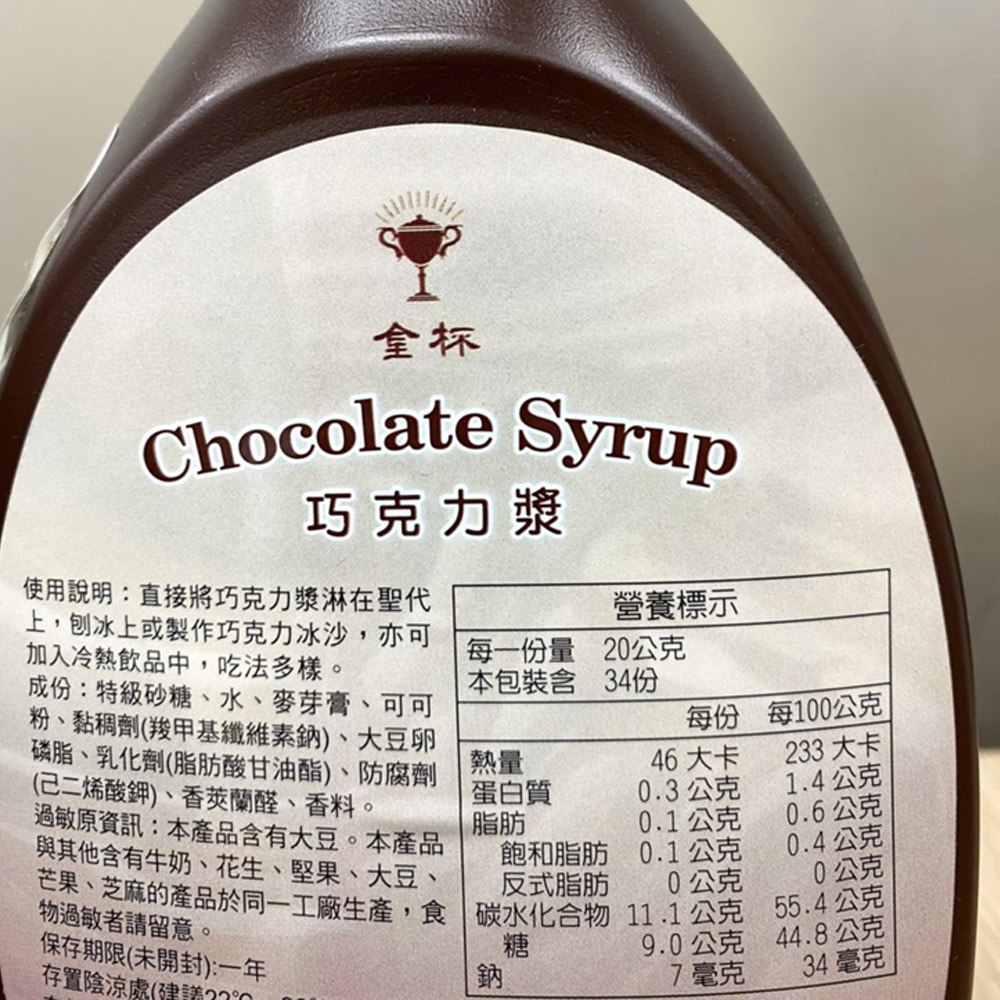 金杯
Chocolate Syrup
巧克力漿
使用說明：直接將巧克力漿淋在聖代
上，刨冰上或製作巧克力冰沙，亦可
加入冷熱飲品中，吃法多樣。
成份：特級砂糖、水、麥芽膏、可可
粉、黏稠劑(羧甲基纖維素鈉)、大豆卵
磷脂、乳化劑(脂肪酸甘油酯)、防腐劑
(己二烯酸鉀)、香莢蘭醛、香料。
過敏原資訊：本產品含有大豆。本產品
與其他含有牛奶、花生、堅果、大豆、
芒果、芝麻的產品於同一工廠生產，食
物過敏者請留意。
保存期限(未開封):一年
存置陰涼處(建議22°C
營養標示
每一份量 20公克
本包裝含 34份
每份 每100公克
熱量 46 大卡 233 大卡
蛋白質 0.3 公克 1.4 公克
脂肪 0.1 公克 0.6 公克
飽和脂肪 0.1 公克 0.4 公克
反式脂肪 0 公克 0 公克
碳水化合物 11.1 公克 55.4 公克
糖 9.0 公克 44.8 公克
鈉 7 毫克 34 毫克